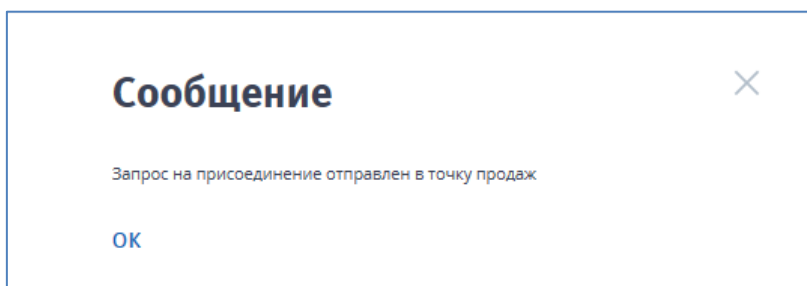 Сообщение
Запрос на присоединение отправлен в точку продаж
ОК